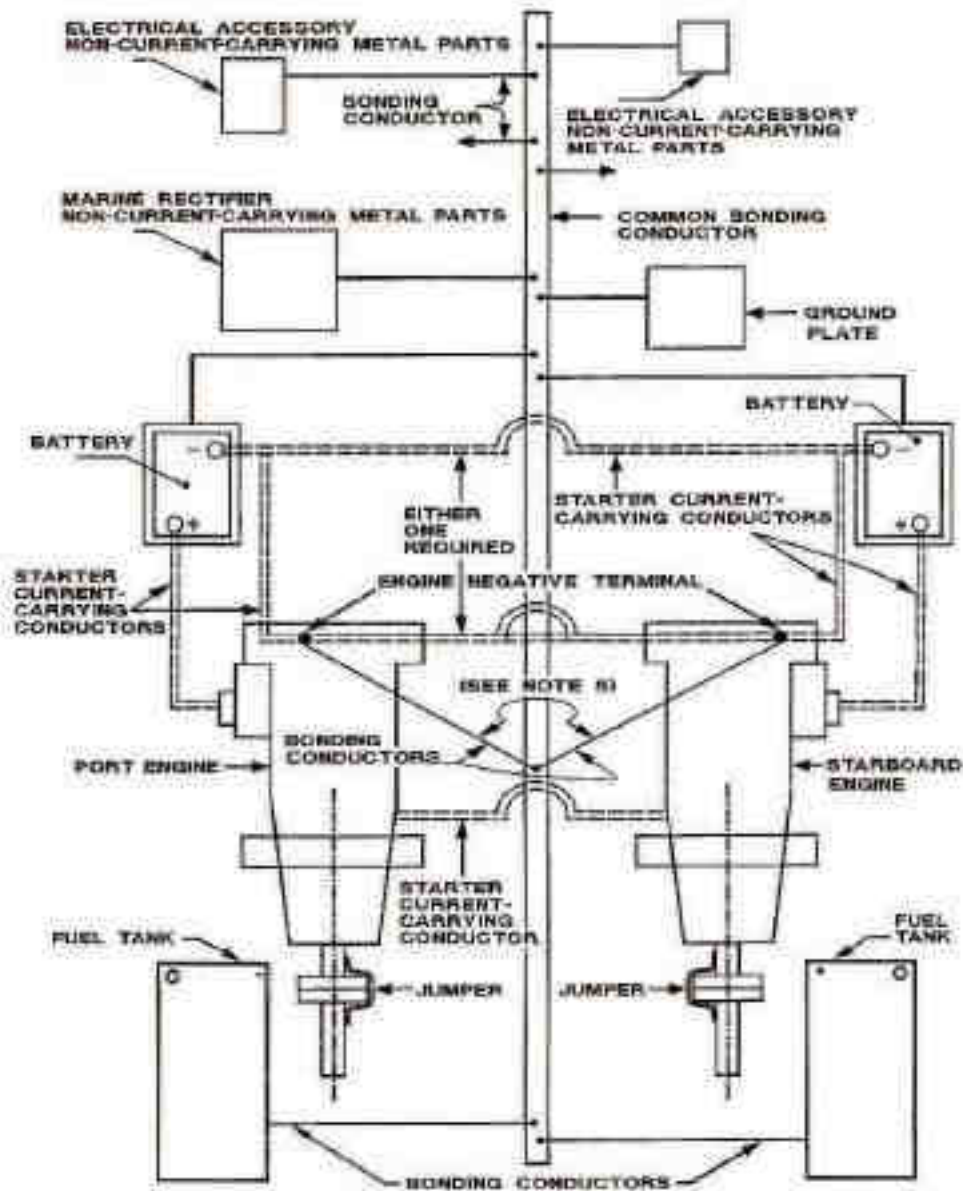 ELECTRICAL ACCESSORY
NON-CURRENT-CARRYING METAL PARTS
BONDING
CONDUCTOR
ELECTRICAL ACCESSORY
NON-CURRENT-CARRYING
METAL PARTS
MARINE RECTIFIER
NON-CURRENT-CARRYING METAL PARTS
COMMON BONDING
CONDUCTOR
GROUND
PLATE
BATTERY
BATTERY
-
-
+
+
EITHER
ONE
REQUIRED
STARTER CURRENT-
CARRYING CONDUCTORS
STARTER
CURRENT-
CARRYING
CONDUCTORS
ENGINE NEGATIVE TERMINAL
BONDING
CONDUCTORS
PORT ENGINE
STARBOARD
ENGINE
STARTER
CURRENT-
CARRYING
CONDUCTOR
FUEL TANK
FUEL
TANK
JUMPER
JUMPER
BONDING CONDUCTORS
(SEE NOTE